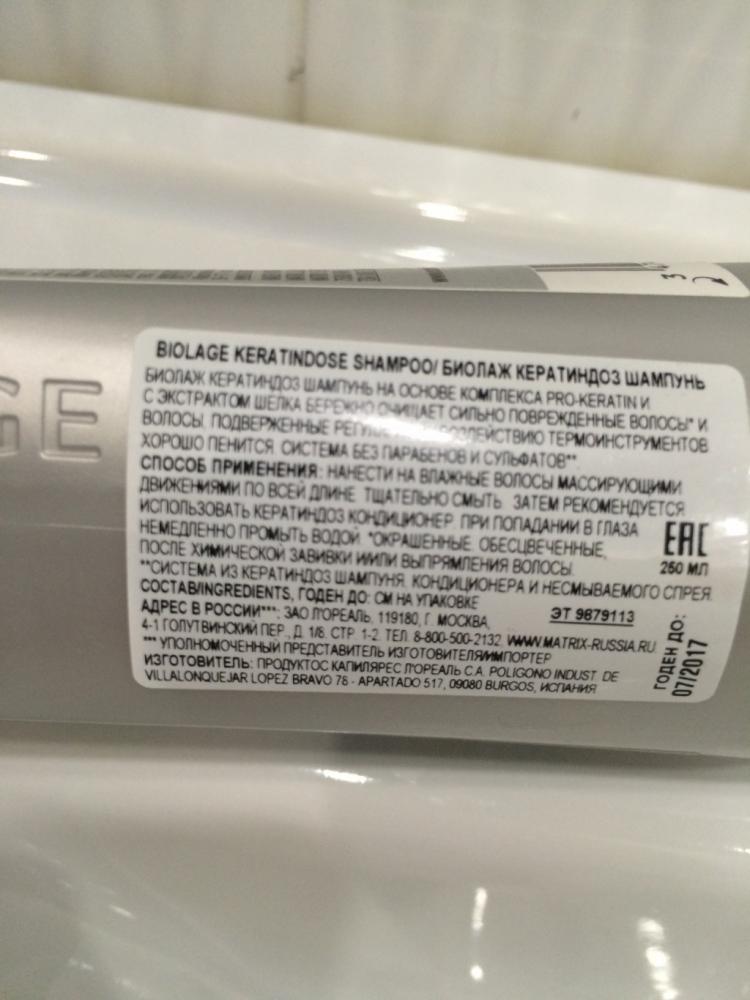 GE
BIOLAGE KERATINDOSE SHAMPOO/ БИОЛАЖ КЕРАТИНДОЗ ШАМПУНЬ
БИОЛАЖ КЕРАТИНДОЗ ШАМПУНЬ НА ОСНОВЕ КОМПЛЕКСА PRO-KERATIN И
С ЭКСТРАКТОМ ШЕЛКА БЕРЕЖНО ОЧИЩАЕТ СИЛЬНО ПОВРЕЖДЕННЫЕ ВОЛОСЫ* И
ВОЛОСЫ, ПОДВЕРЖЕННЫЕ ВОЗДЕЙСТВИЮ ТЕРМОИНСТРУМЕНТОВ
ХОРОШО ПЕНИТСЯ. СИСТЕМА БЕЗ ПАРАБЕНОВ И СУЛЬФАТОВ**
СПОСОБ ПРИМЕНЕНИЯ: НАНЕСТИ НА ВЛАЖНЫЕ ВОЛОСЫ МАССИРУЮЩИМИ
ДВИЖЕНИЯМИ ПО ВСЕЙ ДЛИНЕ. ТЩАТЕЛЬНО СМЫТЬ. ЗАТЕМ РЕКОМЕНДУЕТСЯ
ИСПОЛЬЗОВАТЬ КЕРАТИНДОЗ КОНДИЦИОНЕР. ПРИ ПОПАДАНИИ В ГЛАЗА
НЕМЕДЛЕННО ПРОМЫТЬ ВОДОЙ. *ОКРАШЕННЫЕ, ОБЕСЦВЕЧЕННЫЕ,
ПОСЛЕ ХИМИЧЕСКОЙ ЗАВИВКИ И/ИЛИ ВЫПРЯМЛЕНИЯ ВОЛОСЫ
EAC
250 МЛ
**СИСТЕМА ИЗ КЕРАТИНДОЗ ШАМПУНЯ, КОНДИЦИОНЕРА И НЕСМЫВАЕМОГО СПРЕЯ.
СОСТАВ/INGREDIENTS, ГОДЕН ДО: СМ НА УПАКОВКЕ
АДРЕС В РОССИИ***: ЗАО Л'ОРЕАЛЬ, 119180, Г. МОСКВА, ЭТ 9879113
4-1 ГОЛУТВИНСКИЙ ПЕР., Д. 1/8, СТР. 1-2. ТЕЛ. 8-800-500-2132. WWW.MATRIX-RUSSIA.RU
*** УПОЛНОМОЧЕННЫЙ ПРЕДСТАВИТЕЛЬ ИЗГОТОВИТЕЛЯ/ИМПОРТЕР
ИЗГОТОВИТЕЛЬ: ПРОДУКТОС КАПИЛЯРЕС Л'ОРЕАЛЬ С.А. POLIGONO INDUST. DE
VILLALONQUEJAR LOPEZ BRAVO 78 - APARTADO 517, 09080 BURGOS, ИСПАНИЯ
ГОДЕН ДО:
07/2017